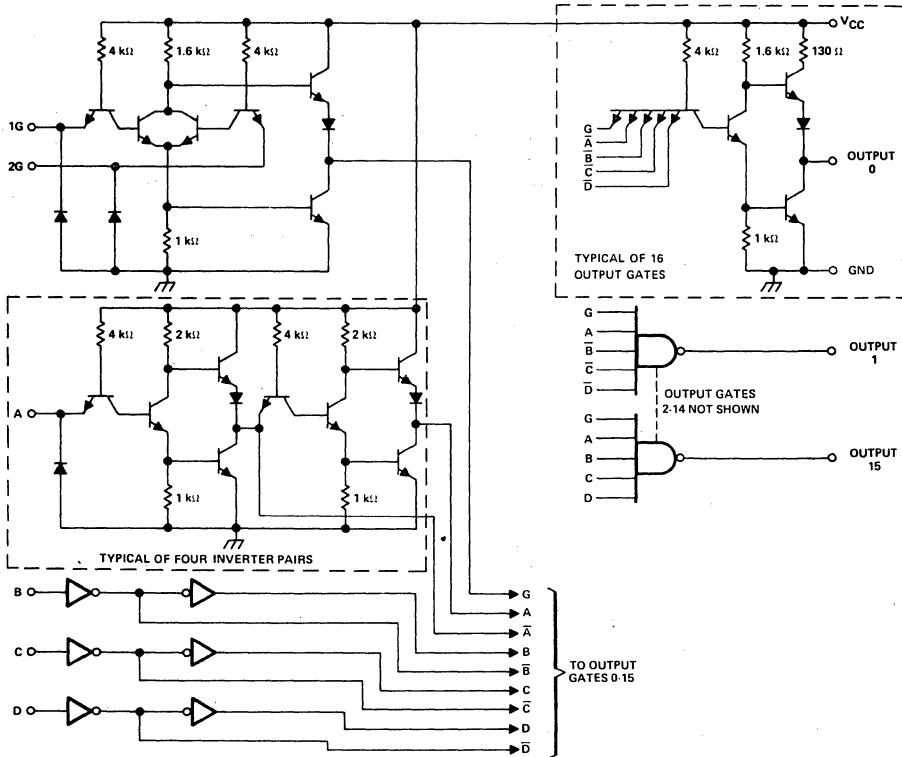 VCC
4 kΩ
1.6 kΩ
4 kΩ
4 kΩ
1.6 kΩ
130 Ω
1G
2G
G
A̅
B̅
C̅
D̅
OUTPUT
0
1 kΩ
1 kΩ
TYPICAL OF 16
OUTPUT GATES
GND
4 kΩ
2 kΩ
4 kΩ
2 kΩ
A
1 kΩ
1 kΩ
TYPICAL OF FOUR INVERTER PAIRS
G
A
B̅
C̅
D̅
OUTPUT
1
OUTPUT GATES
2-14 NOT SHOWN
G
A
B
C
D
OUTPUT
15
B
C
D
G
A
A̅
B
B̅
C
C̅
D
D̅
TO OUTPUT
GATES 0-15